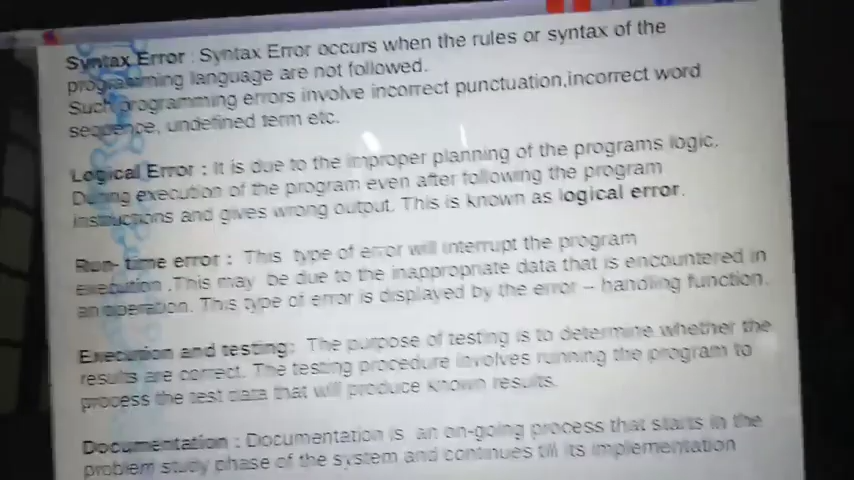 Syntax Error : Syntax Error occurs when the rules or syntax of the
programming language are not followed.
Such programming errors involve incorrect punctuation,incorrect word
sequence, undefined term etc.
Logical Error : It is due to the improper planning of the programs logic.
During execution of the program even after following the program
instructions and gives wrong output. This is known as logical error.
Run- time error : This type of error will interrupt the program
execution .This may be due to the inappropriate data that is encountered in
an operation. This type of error is displayed by the error – handling function.
Execution and testing: The purpose of testing is to determine whether the
results are correct. The testing procedure involves running the program to
process the test data that will produce known results.
Documentation : Documentation is an on-going process that starts in the
problem study phase of the system and continues till its implementation